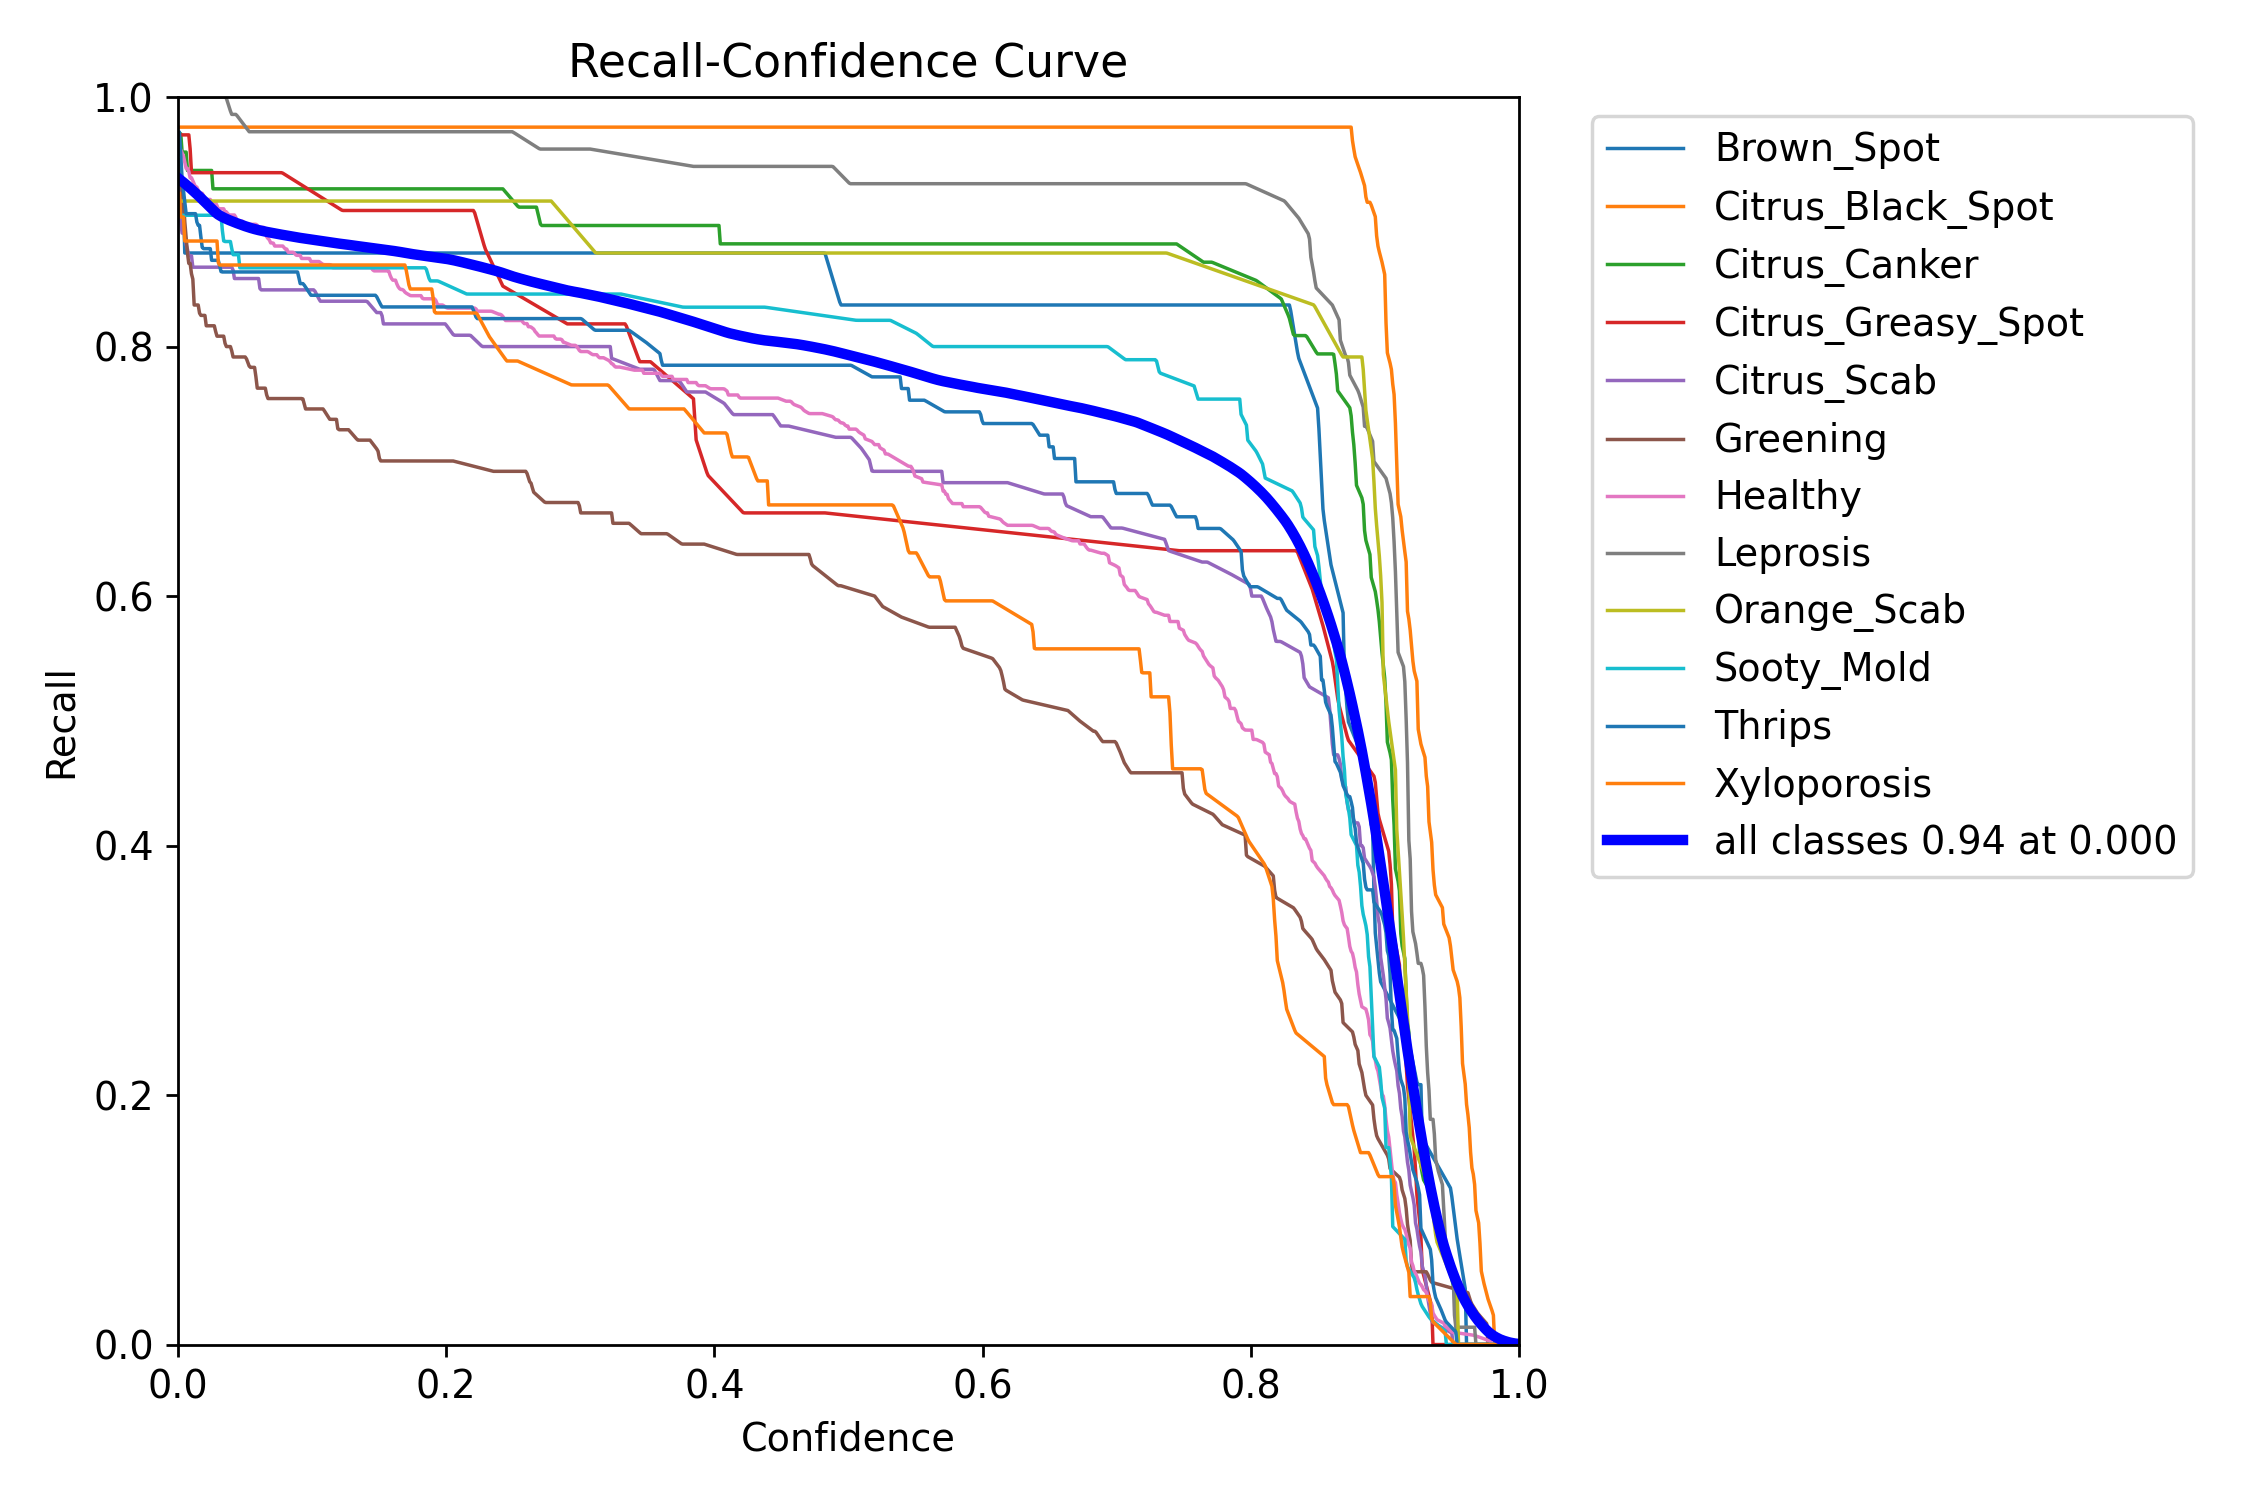 Recall-Confidence Curve
1.0
0.8
0.6
0.4
0.2
0.0
Recall
0.0 0.2 0.4 0.6 0.8 1.0
Confidence
Brown_Spot
Citrus_Black_Spot
Citrus_Canker
Citrus_Greasy_Spot
Citrus_Scab
Greening
Healthy
Leprosis
Orange_Scab
Sooty_Mold
Thrips
Xyloporosis
all classes 0.94 at 0.000